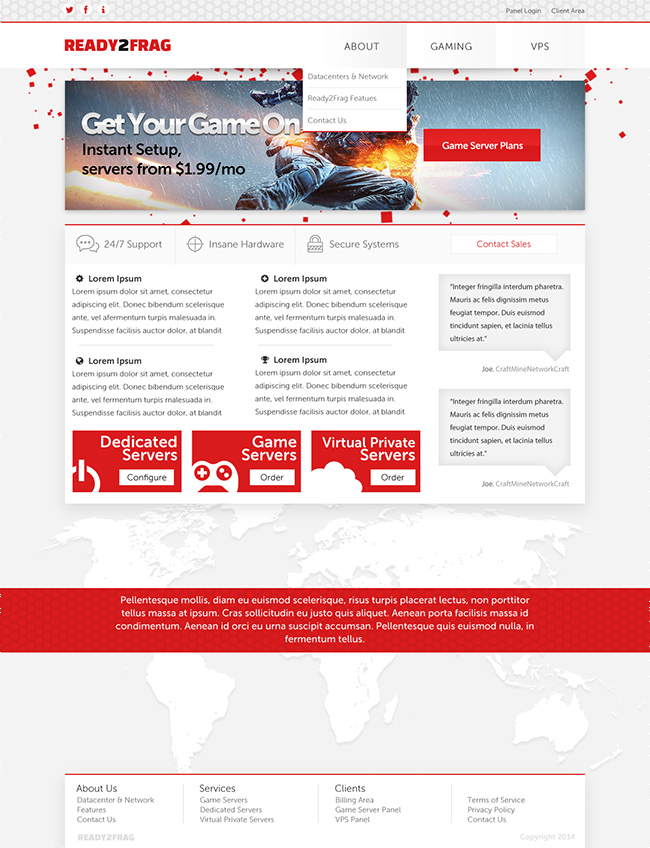 Panel Login Client Area
READY2FRAG
ABOUT GAMING VPS
Datacenters & Network
Ready2Frag Featues
Contact Us
Get Your Game On
Instant Setup,
servers from $1.99/mo
Game Server Plans
24/7 Support
Insane Hardware
Secure Systems
Contact Sales
Lorem Ipsum
Lorem ipsum dolor sit amet, consectetur
adipiscing elit. Donec bibendum scelerisque
ante, vel afermentum turpis malesuada in.
Suspendisse facilisis auctor dolor, at blandit
Lorem Ipsum
Lorem ipsum dolor sit amet, consectetur
adipiscing elit. Donec bibendum scelerisque
ante, vel fermentum turpis malesuada in.
Suspendisse facilisis auctor dolor, at blandit
Lorem Ipsum
Lorem ipsum dolor sit amet, consectetur
adipiscing elit. Donec bibendum scelerisque
ante, vel fermentum turpis malesuada in.
Suspendisse facilisis auctor dolor, at blandit
Lorem Ipsum
Lorem ipsum dolor sit amet, consectetur
adipiscing elit. Donec bibendum scelerisque
ante, vel fermentum turpis malesuada in.
Suspendisse facilisis auctor dolor, at blandit
"Integer fringilla interdum pharetra.
Mauris ac felis dignissim metus
feugiat tempor. Duis euismod
tincidunt sapien, et lacinia tellus
ultricies at."
Joe, CraftMineNetworkCraft
"Integer fringilla interdum pharetra.
Mauris ac felis dignissim metus
feugiat tempor. Duis euismod
tincidunt sapien, et lacinia tellus
ultricies at."
Joe, CraftMineNetworkCraft
Dedicated
Servers
Configure
Game
Servers
Order
Virtual Private
Servers
Order
Pellentesque mollis, diam eu euismod scelerisque, risus turpis placerat lectus, non porttitor
tellus massa at ipsum. Cras sollicitudin eu justo quis aliquet. Aenean porta facilisis massa id
condimentum. Aenean id orci eu urna suscipit accumsan. Pellentesque quis euismod nulla, in
fermentum tellus.
About Us
Datacenter & Network
Features
Contact Us
Services
Game Servers
Dedicated Servers
Virtual Private Servers
Clients
Billing Area
Game Server Panel
VPS Panel
Terms of Service
Privacy Policy
Contact Us
READY2FRAG
Copyright 2014